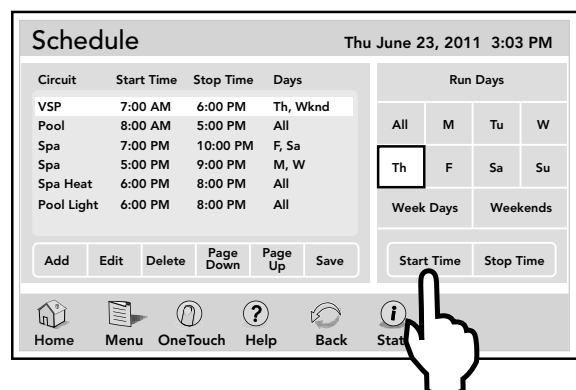 Schedule
Thu June 23, 2011 3:03 PM
Circuit Start Time Stop Time Days
VSP 7:00 AM 6:00 PM Th, Wknd
Pool 8:00 AM 5:00 PM All
Spa 7:00 PM 10:00 PM F, Sa
Spa 5:00 PM 9:00 PM M, W
Spa Heat 6:00 PM 8:00 PM All
Pool Light 6:00 PM 8:00 PM All
Add Edit Delete Page Down Page Up Save
Run Days
All M Tu W
Th F Sa Su
Week Days Weekends
Start Time Stop Time
Home Menu OneTouch Help Back Stat